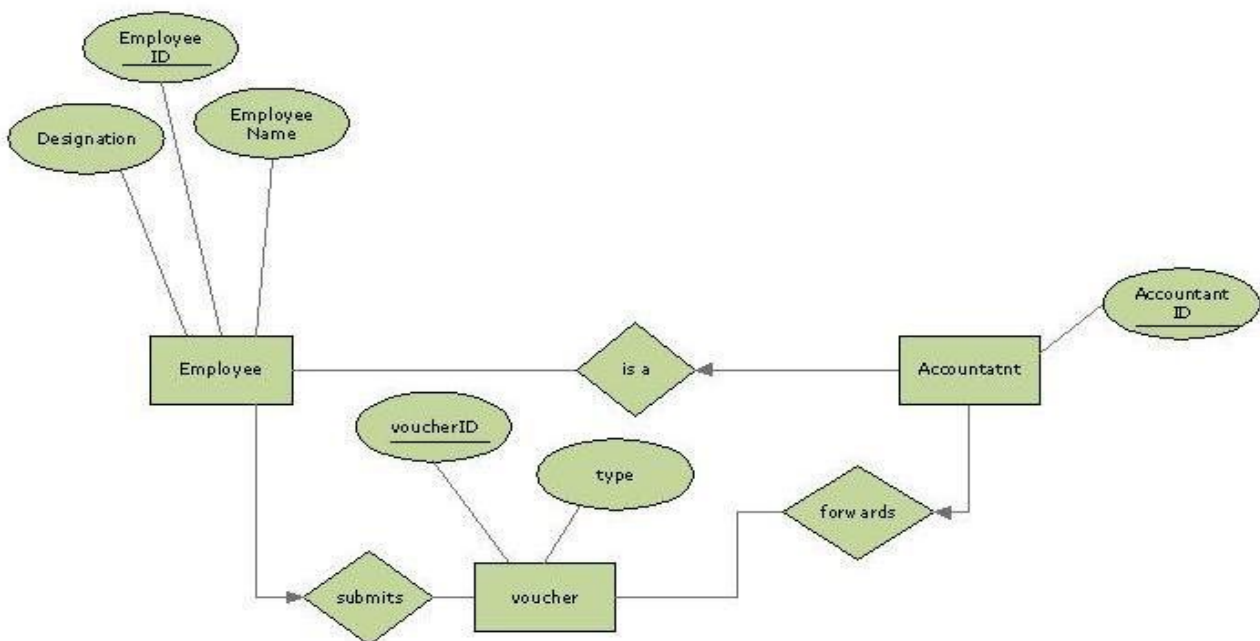 Employee
ID
Employee
Name
Designation
Accountant
ID
Employee
is a
Accountatnt
voucherID
type
forwards
submits
voucher